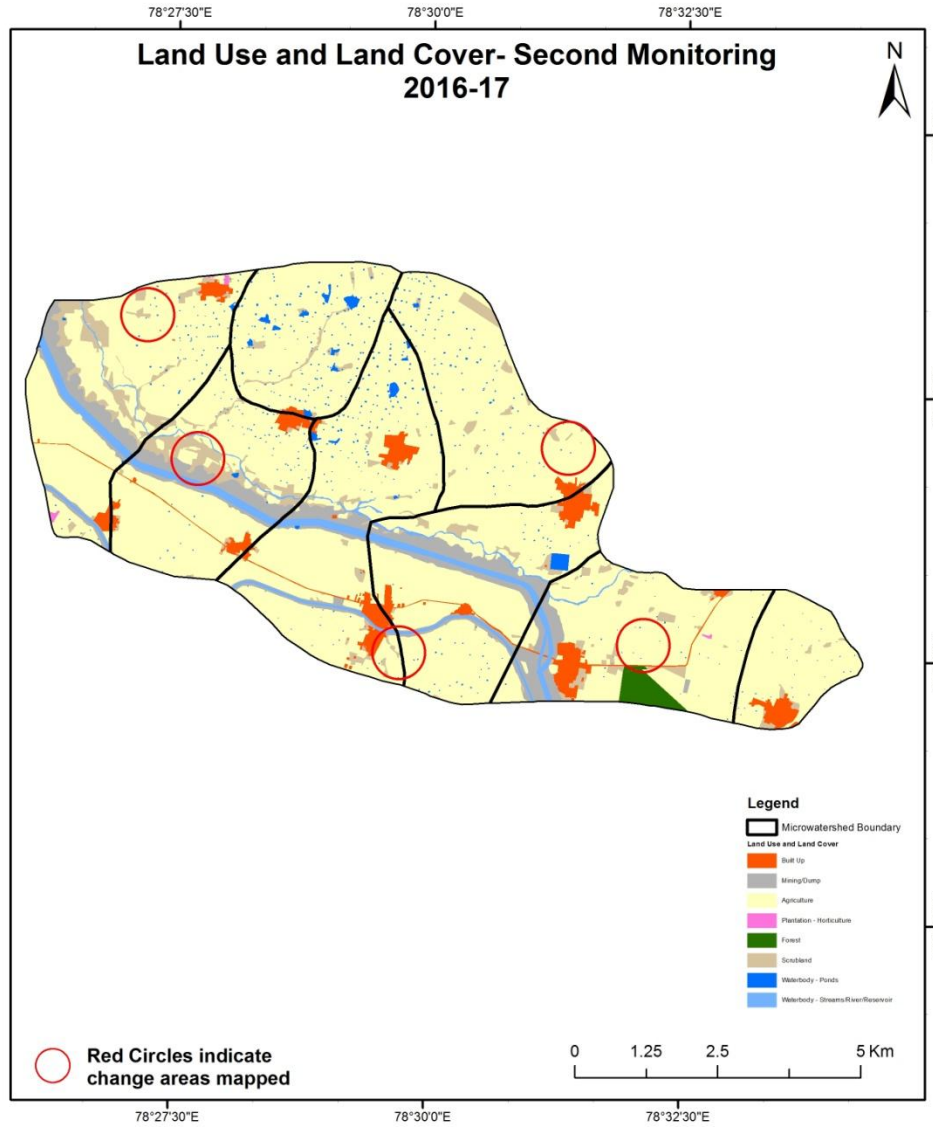 78°27'30"E 78°30'0"E 78°32'30"E
Land Use and Land Cover- Second Monitoring
2016-17
N
Legend
Microwatershed Boundary
Land Use and Land Cover
Built Up
Mining/Dump
Agriculture
Plantation - Horticulture
Forest
Scrubland
Waterbody - Ponds
Waterbody - Streams/River/Reservoir
Red Circles indicate
change areas mapped
0 1.25 2.5 5 Km
78°27'30"E 78°30'0"E 78°32'30"E